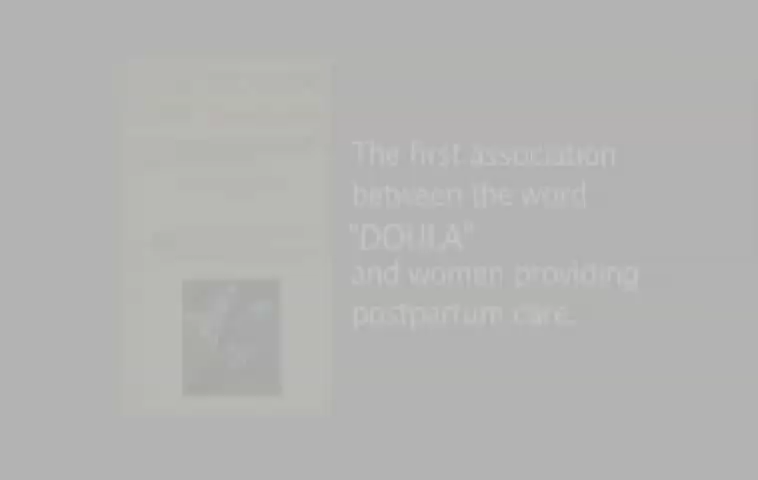 The first association
between the word
"DOULA"
and women providing
postpartum care.